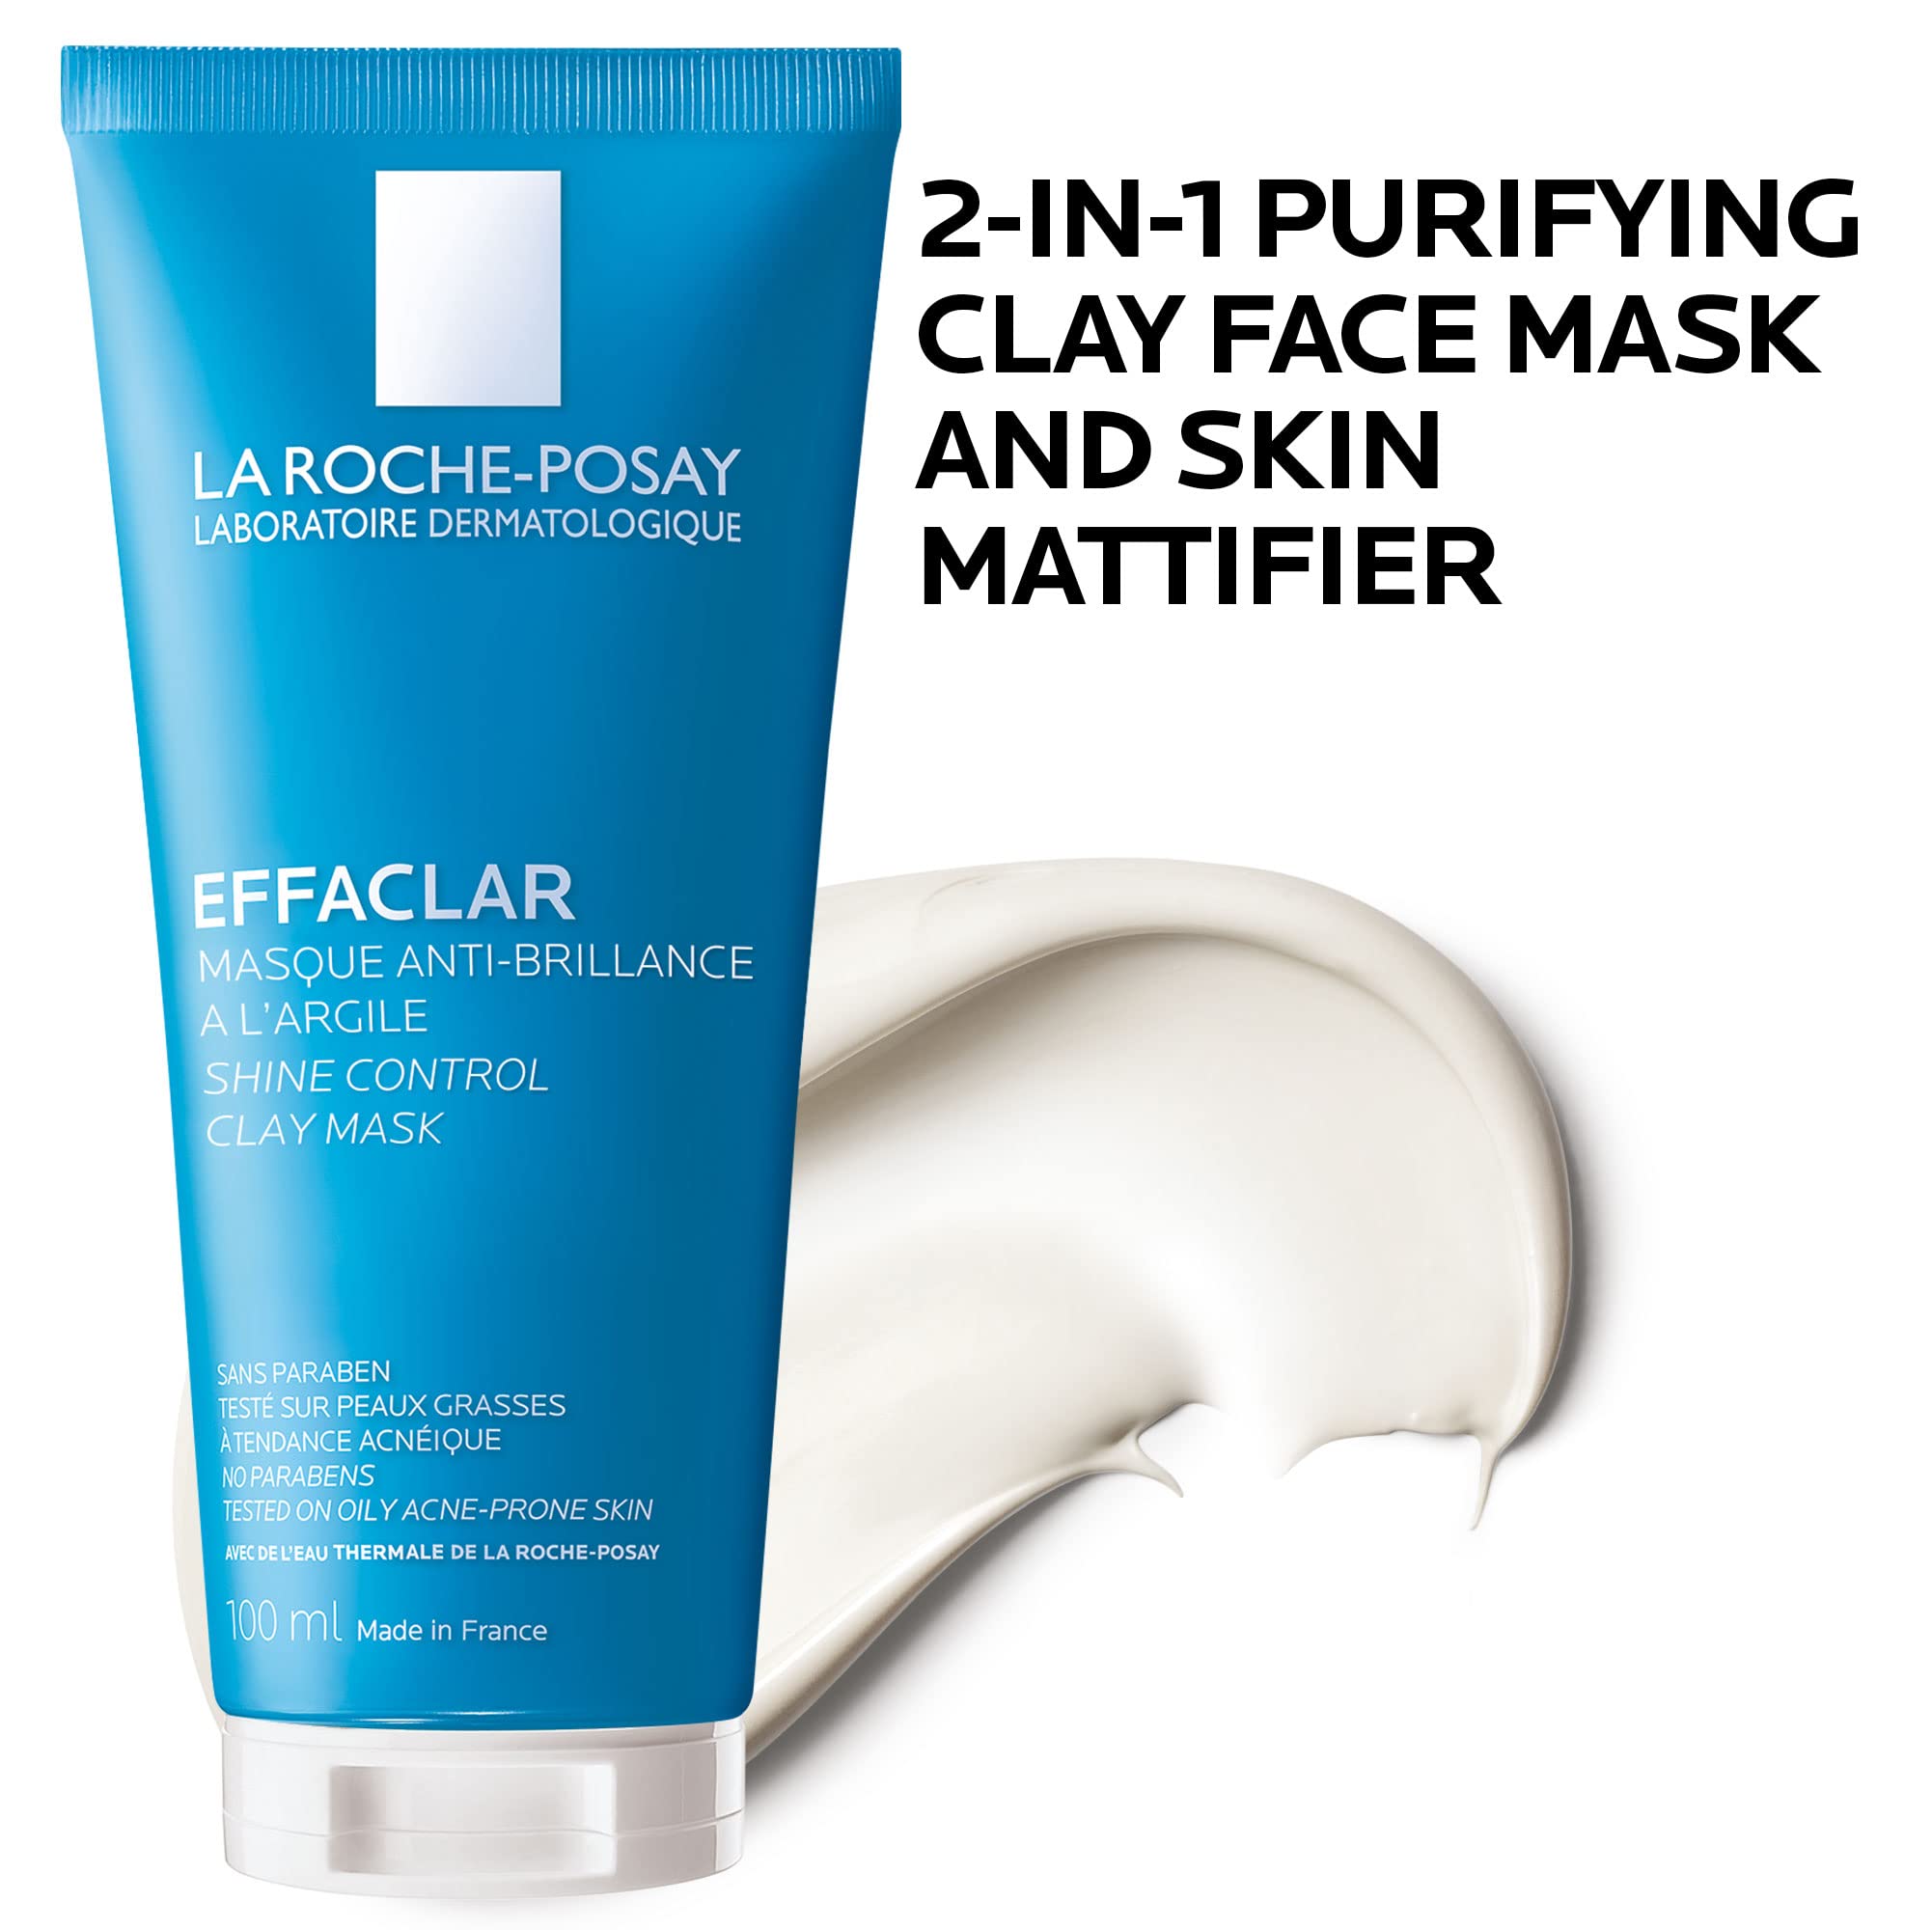 LA ROCHE-POSAY
LABORATOIRE DERMATOLOGIQUE
EFFACLAR
MASQUE ANTI-BRILLANCE
A L'ARGILE
SHINE CONTROL
CLAY MASK
SANS PARABEN
TESTÉ SUR PEAUX GRASSES
À TENDANCE ACNÉIQUE
NO PARABENS
TESTED ON OILY ACNE-PRONE SKIN
AVEC DE L'EAU THERMALE DE LA ROCHE-POSAY
100 ml Made in France
2-IN-1 PURIFYING
CLAY FACE MASK
AND SKIN
MATTIFIER